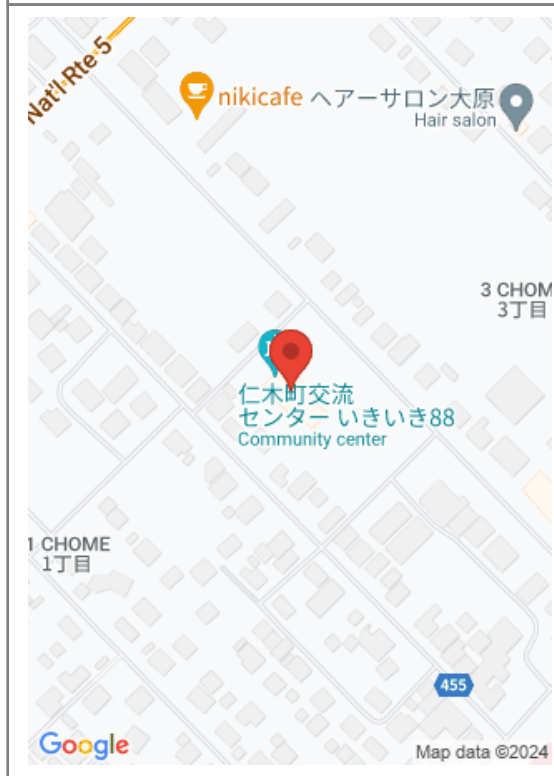 Nat'l Rte 5
nikicafe
ヘアーサロン大原
Hair salon
3 CHOM
3丁目
仁木町交流
センター いきいき88
Community center
1 CHOME
1丁目
455
Google
Map data ©2024